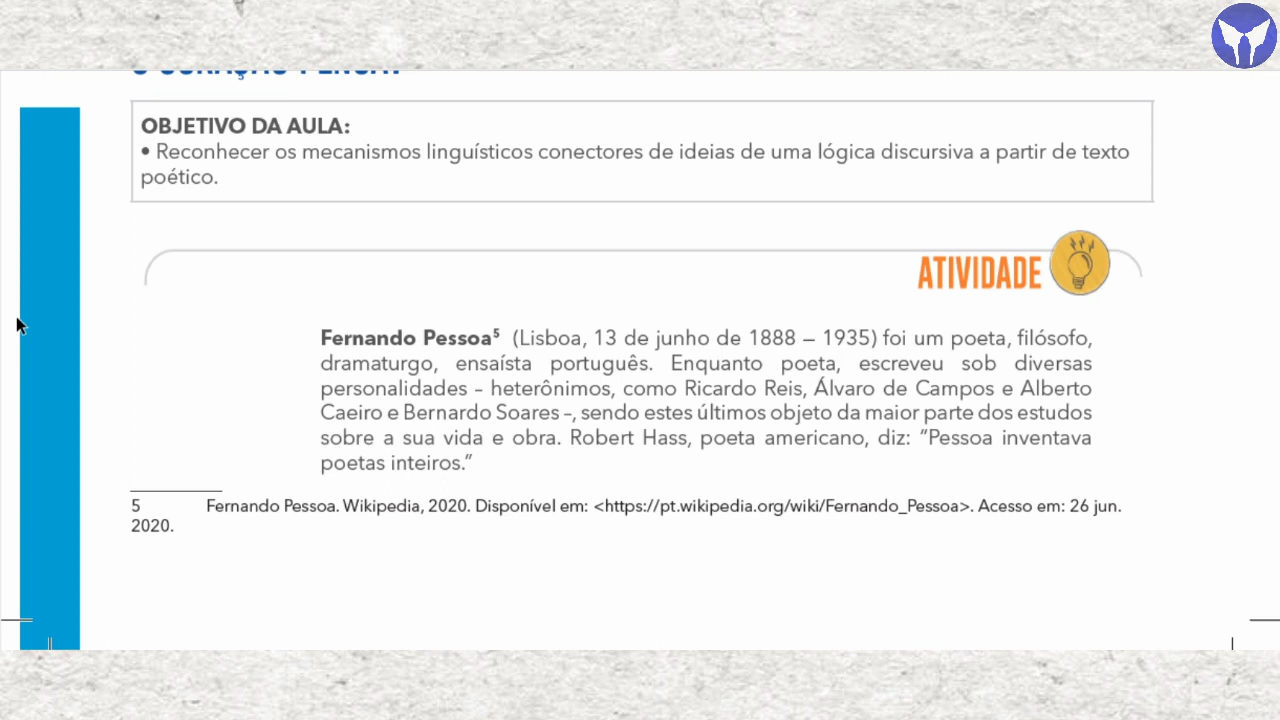 OBJETIVO DA AULA:
• Reconhecer os mecanismos linguísticos conectores de ideias de uma lógica discursiva a partir de texto
poético.
ATIVIDADE
Fernando Pessoa⁵ (Lisboa, 13 de junho de 1888 – 1935) foi um poeta, filósofo,
dramaturgo, ensaísta português. Enquanto poeta, escreveu sob diversas
personalidades – heterônimos, como Ricardo Reis, Álvaro de Campos e Alberto
Caeiro e Bernardo Soares –, sendo estes últimos objeto da maior parte dos estudos
sobre a sua vida e obra. Robert Hass, poeta americano, diz: “Pessoa inventava
poetas inteiros.”
5 Fernando Pessoa. Wikipedia, 2020. Disponível em: <https://pt.wikipedia.org/wiki/Fernando_Pessoa>. Acesso em: 26 jun.
2020.